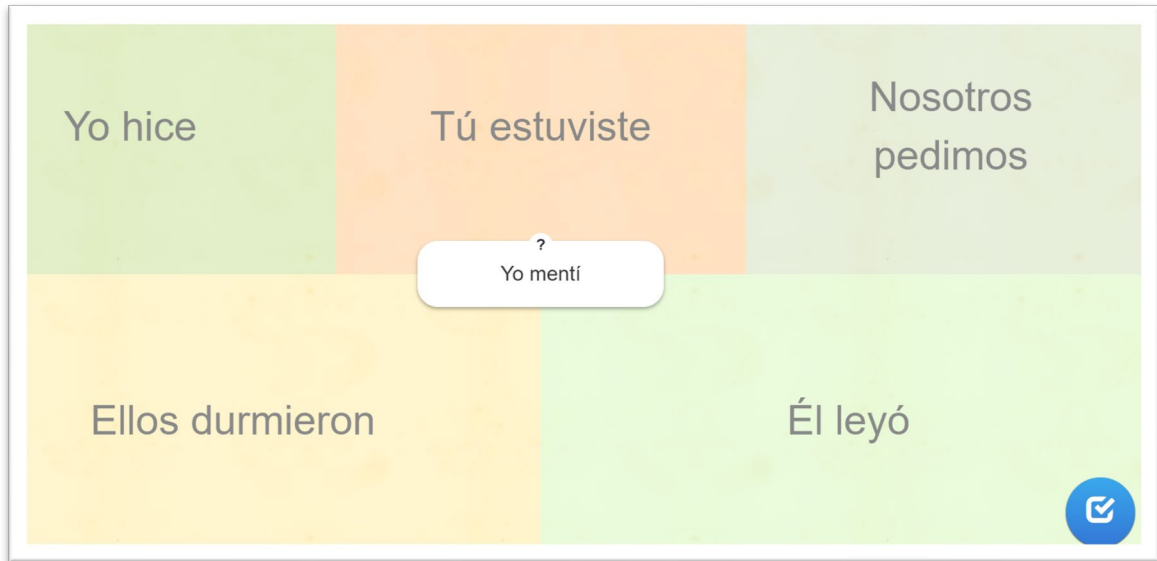 Yo hice
Tú estuviste
Nosotros
pedimos
?
Yo mentí
Ellos durmieron
Él leyó